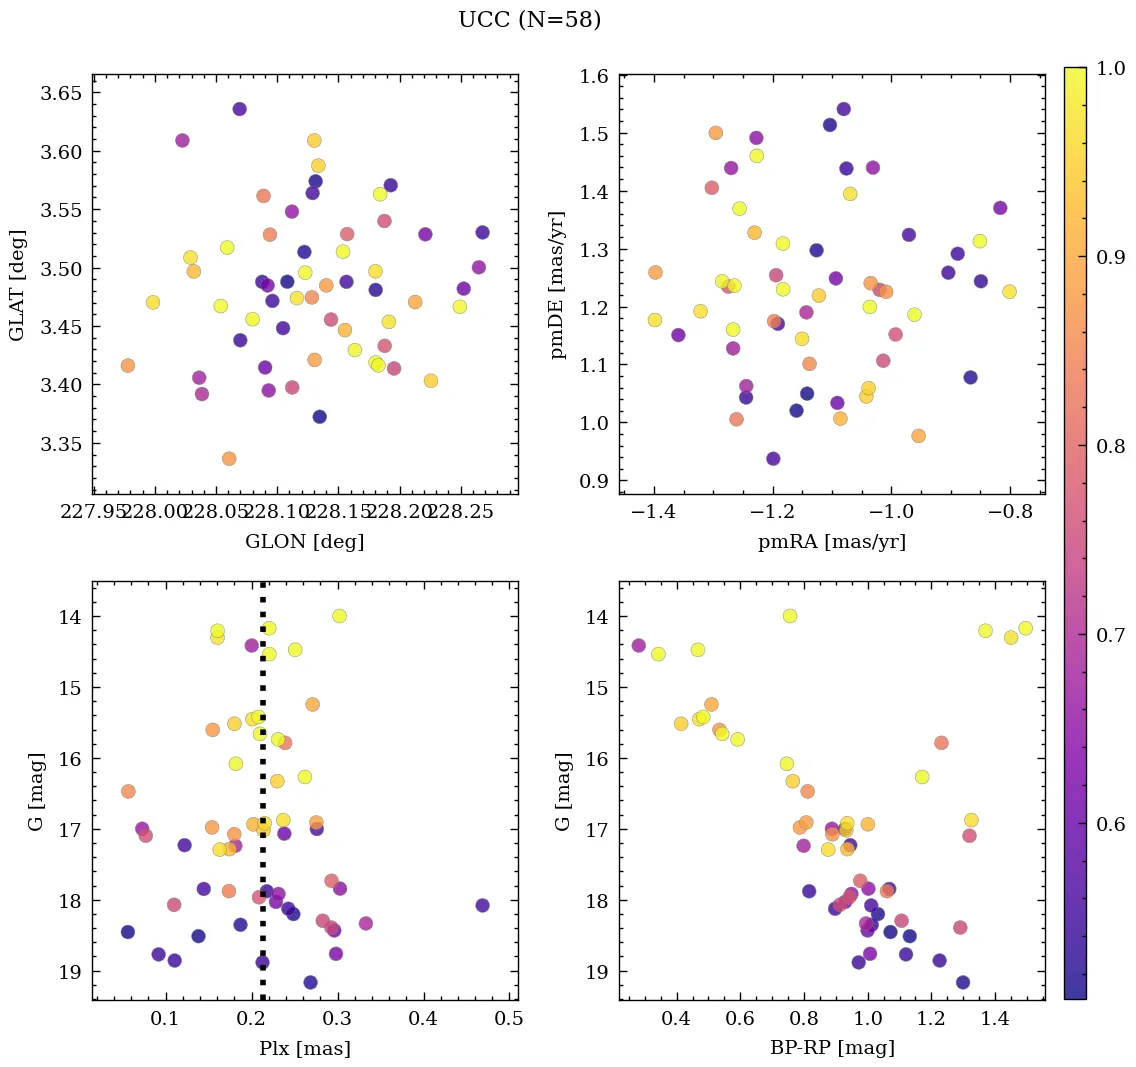 UCC (N=58)
3.65
3.60
3.55
3.50
3.45
3.40
3.35
GLAT [deg]
227.95 228.00 228.05 228.10 228.15 228.20 228.25
GLON [deg]
1.6
1.5
1.4
1.3
1.2
1.1
1.0
0.9
pmDE [mas/yr]
−1.4 −1.2 −1.0 −0.8
pmRA [mas/yr]
14
15
16
17
18
19
G [mag]
0.1 0.2 0.3 0.4 0.5
Plx [mas]
14
15
16
17
18
19
G [mag]
0.4 0.6 0.8 1.0 1.2 1.4
BP-RP [mag]
1.0
0.9
0.8
0.7
0.6